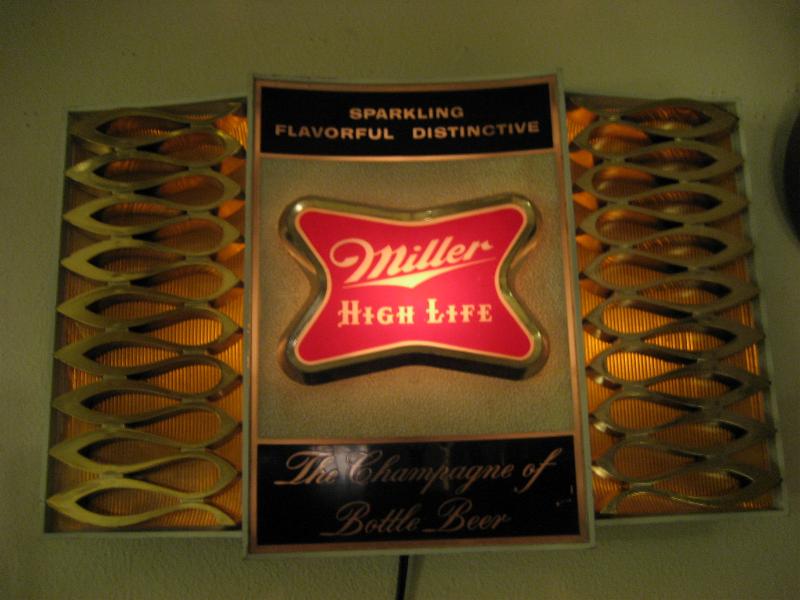 SPARKLING
FLAVORFUL DISTINCTIVE
Miller
HIGH LIFE
The Champagne of
Bottle Beer